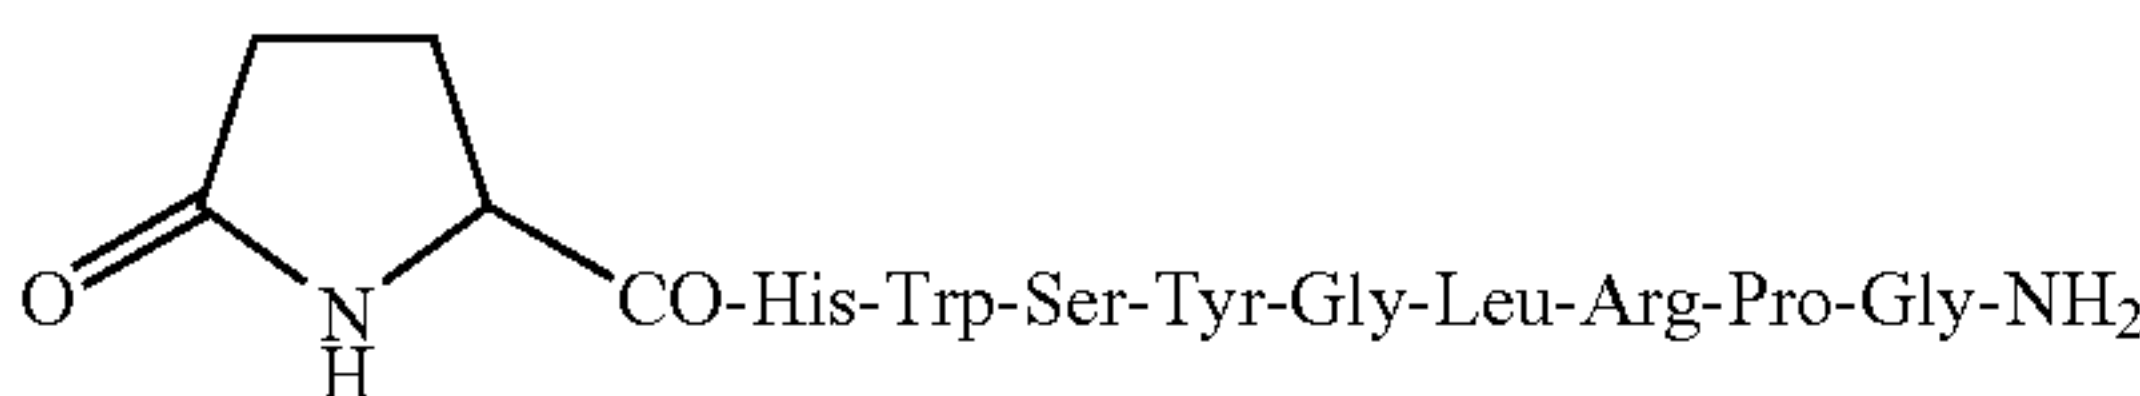 O N H CO-His-Trp-Ser-Tyr-Gly-Leu-Arg-Pro-Gly-NH₂